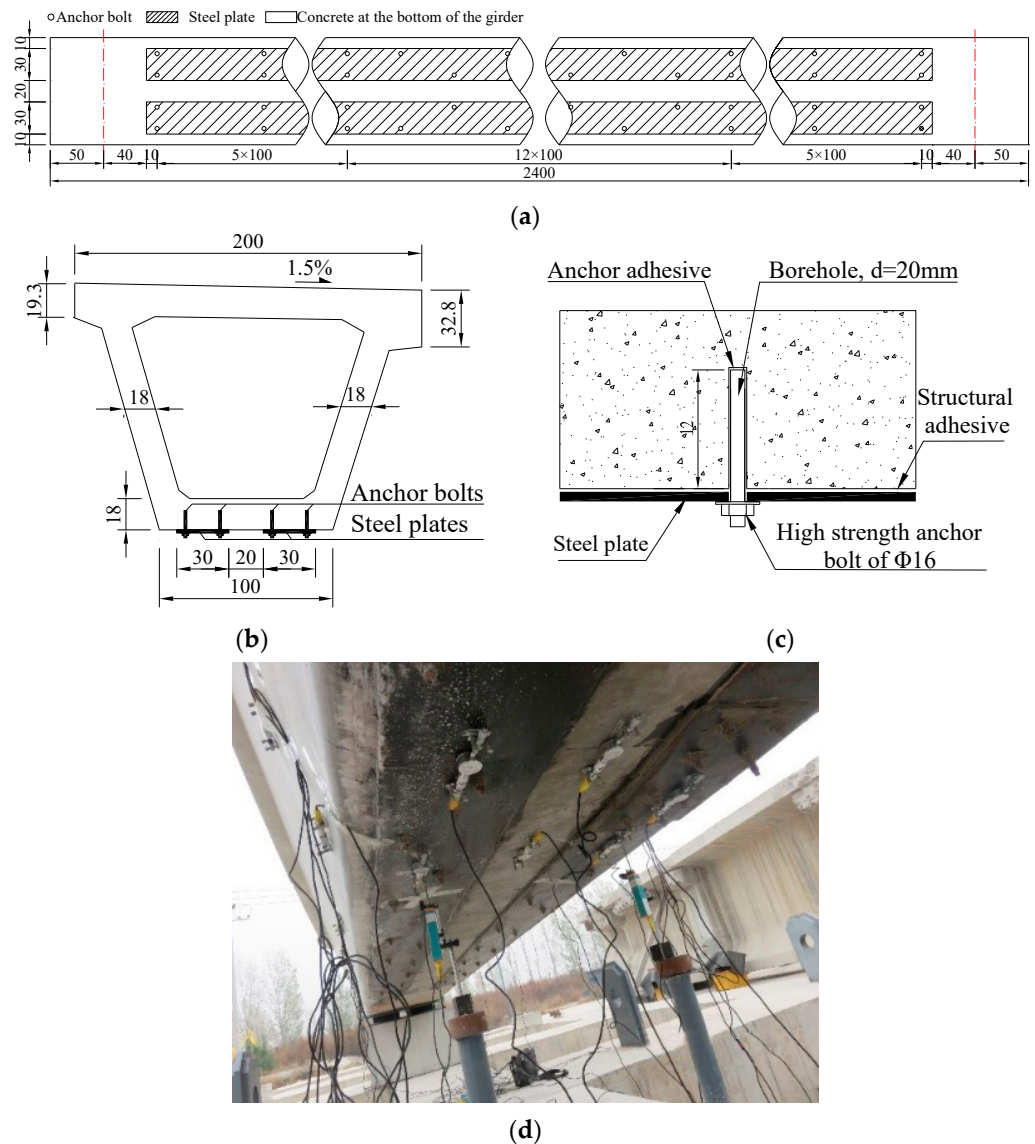 Anchor bolt Steel plate Concrete at the bottom of the girder
10
30
20
30
10
50 40 10 5×100 12×100 5×100 10 40 50
2400
(a)
200
1.5%
19.3
32.8
18 18
18
Anchor bolts
Steel plates
30 20 30
100
(b)
Anchor adhesive
Borehole, d=20mm
12
Structural
adhesive
Steel plate
High strength anchor
bolt of Φ16
(c)
(d)